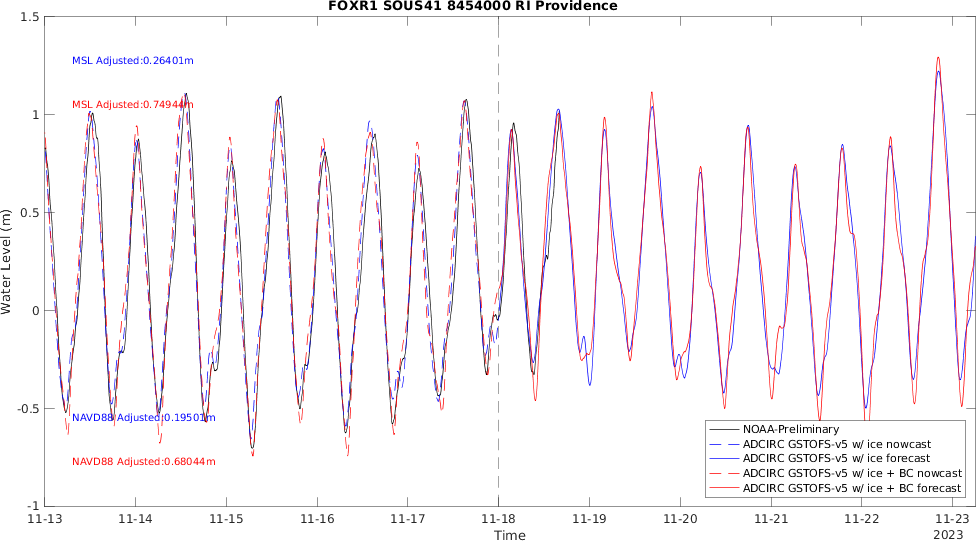 FOXR1 SOUS41 8454000 RI Providence
1.5
1
0.5
0
-0.5
-1
Water Level (m)
MSL Adjusted:0.26401m
MSL Adjusted:0.74944m
NAVD88 Adjusted:0.19501m
NAVD88 Adjusted:0.68044m
NOAA-Preliminary
ADCIRC GSTOFS-v5 w/ ice nowcast
ADCIRC GSTOFS-v5 w/ ice forecast
ADCIRC GSTOFS-v5 w/ ice + BC nowcast
ADCIRC GSTOFS-v5 w/ ice + BC forecast
11-13 11-14 11-15 11-16 11-17 11-18 11-19 11-20 11-21 11-22 11-23
2023
Time